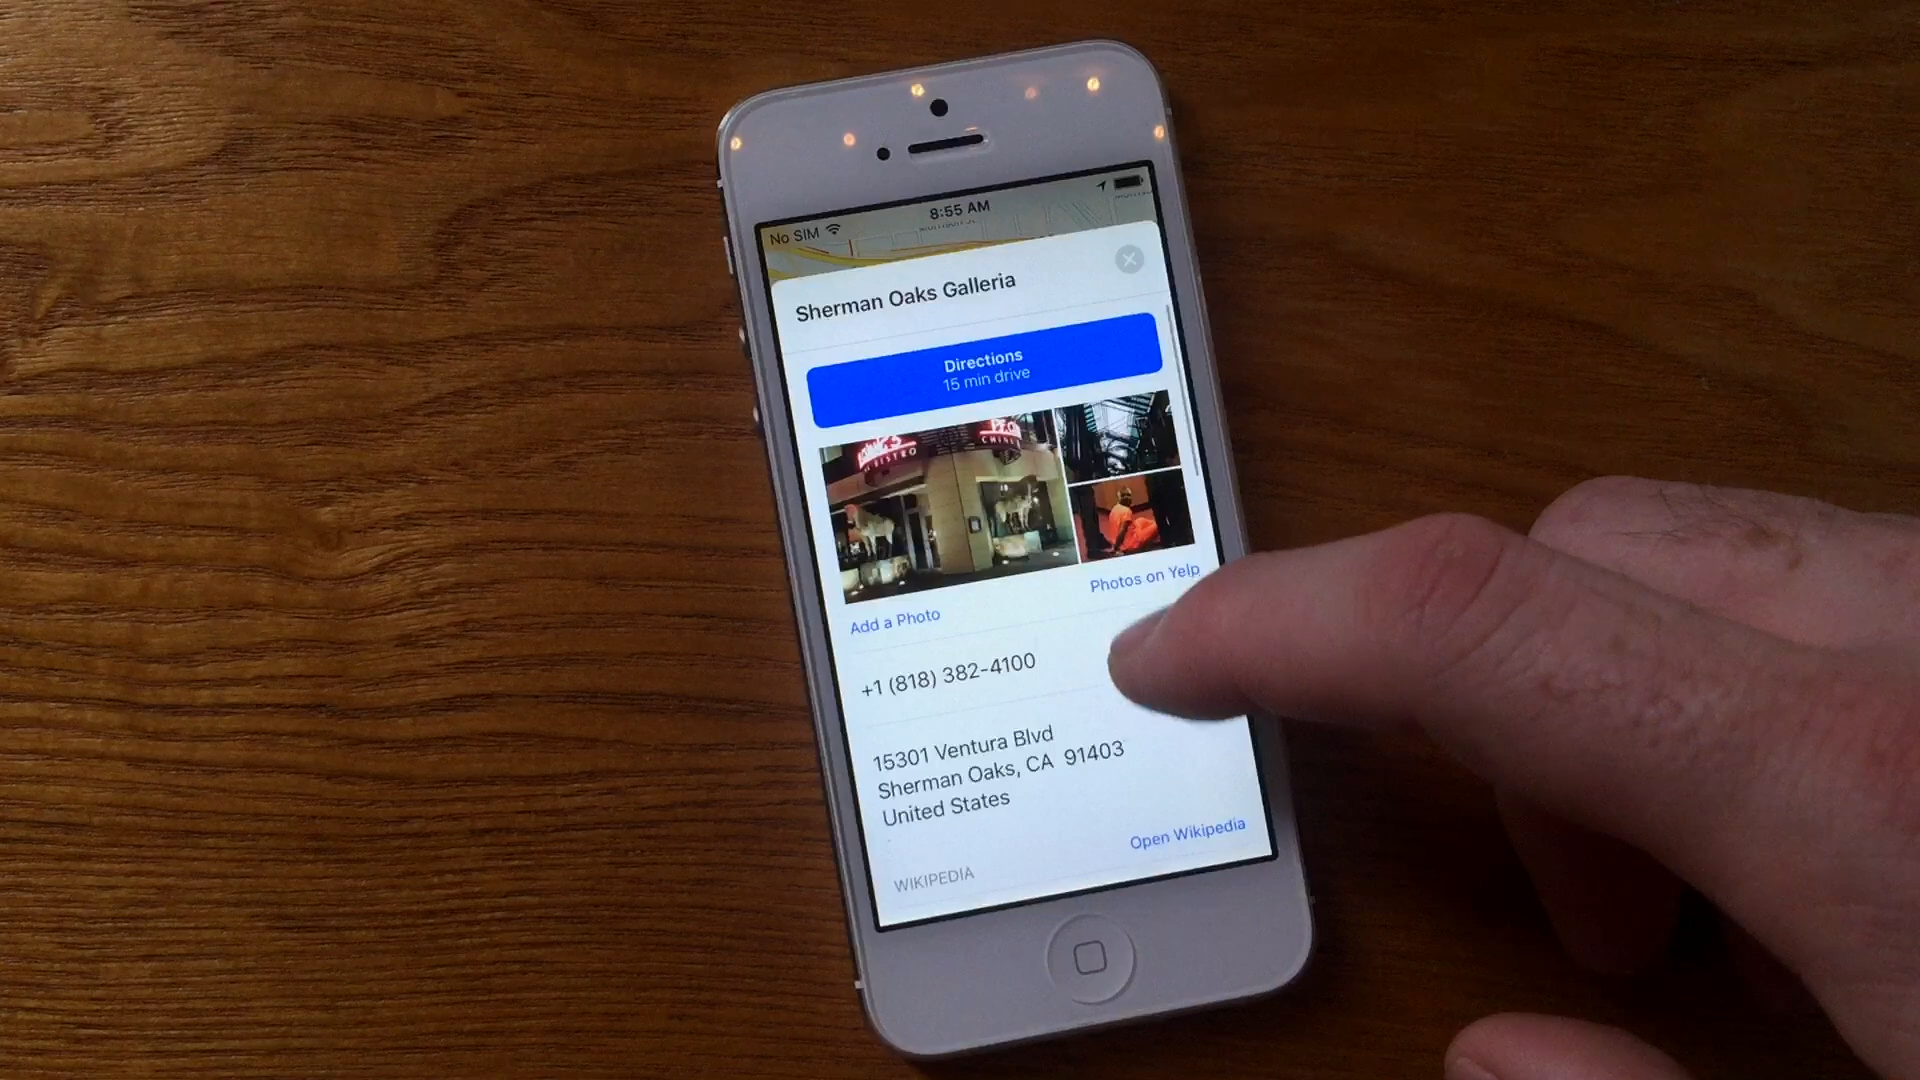 No SIM 8:55 AM
Sherman Oaks Galleria
Directions
15 min drive
BISTRO
Photos on Yelp
Add a Photo
+1 (818) 382-4100
15301 Ventura Blvd
Sherman Oaks, CA 91403
United States
Open Wikipedia
WIKIPEDIA